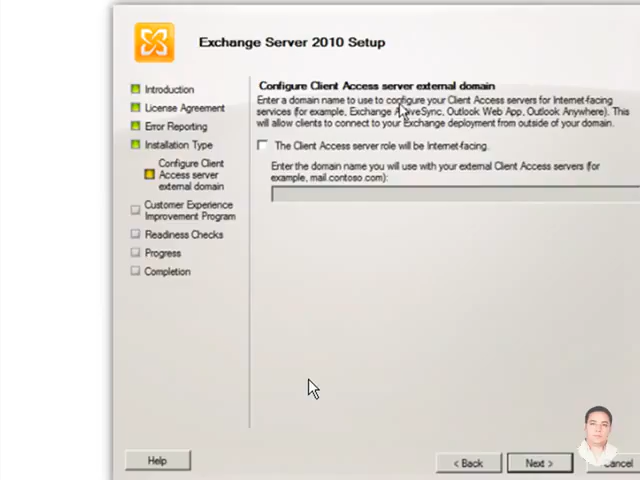 Exchange Server 2010 Setup
Introduction
License Agreement
Error Reporting
Installation Type
Configure Client
Access server
external domain
Customer Experience
Improvement Program
Readiness Checks
Progress
Completion
Configure Client Access server external domain
Enter a domain name to use to configure your Client Access servers for Internet-facing
services (for example, Exchange ActiveSync, Outlook Web App, Outlook Anywhere). This
will allow clients to connect to your Exchange deployment from outside of your domain.
The Client Access server role will be Internet-facing.
Enter the domain name you will use with your external Client Access servers (for
example, mail.contoso.com):
Help
< Back
Next >
Cancel